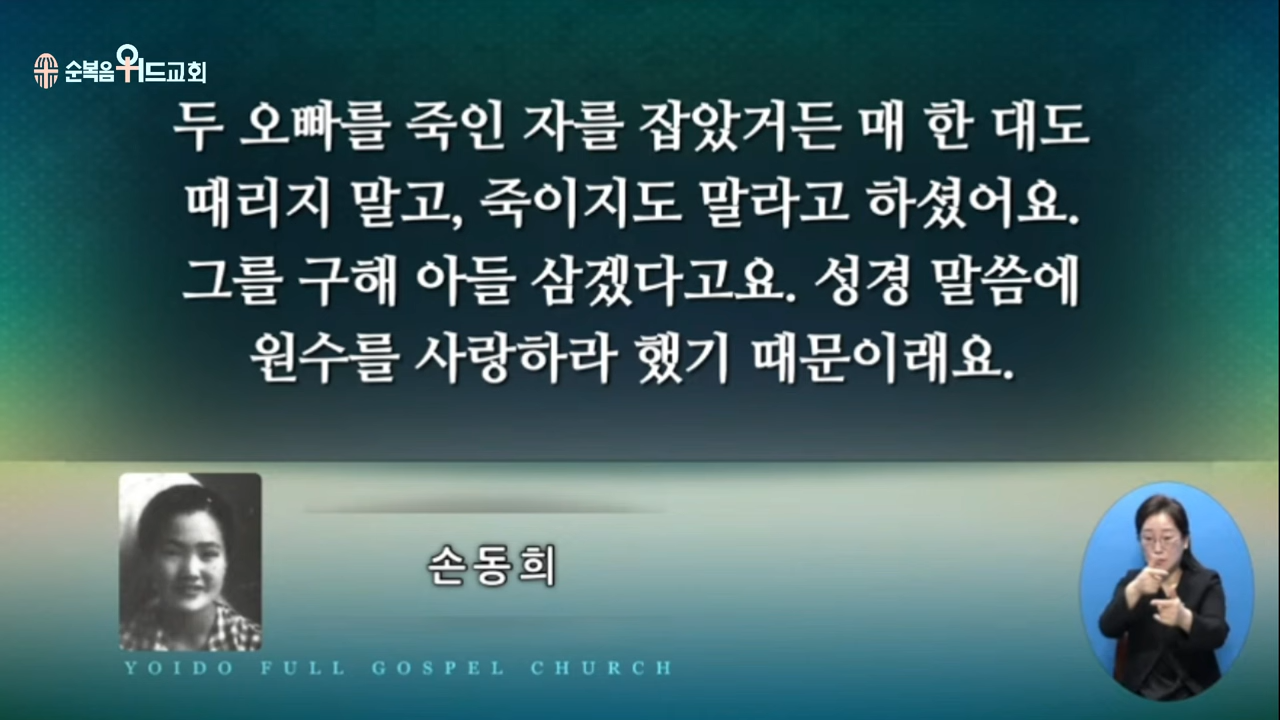 순복음위드교회
두 오빠를 죽인 자를 잡았거든 매 한 대도
때리지 말고, 죽이지도 말라고 하셨어요.
그를 구해 아들 삼겠다고요. 성경 말씀에
원수를 사랑하라 했기 때문이래요.
손동희
YOIDO FULL GOSPEL CHURCH